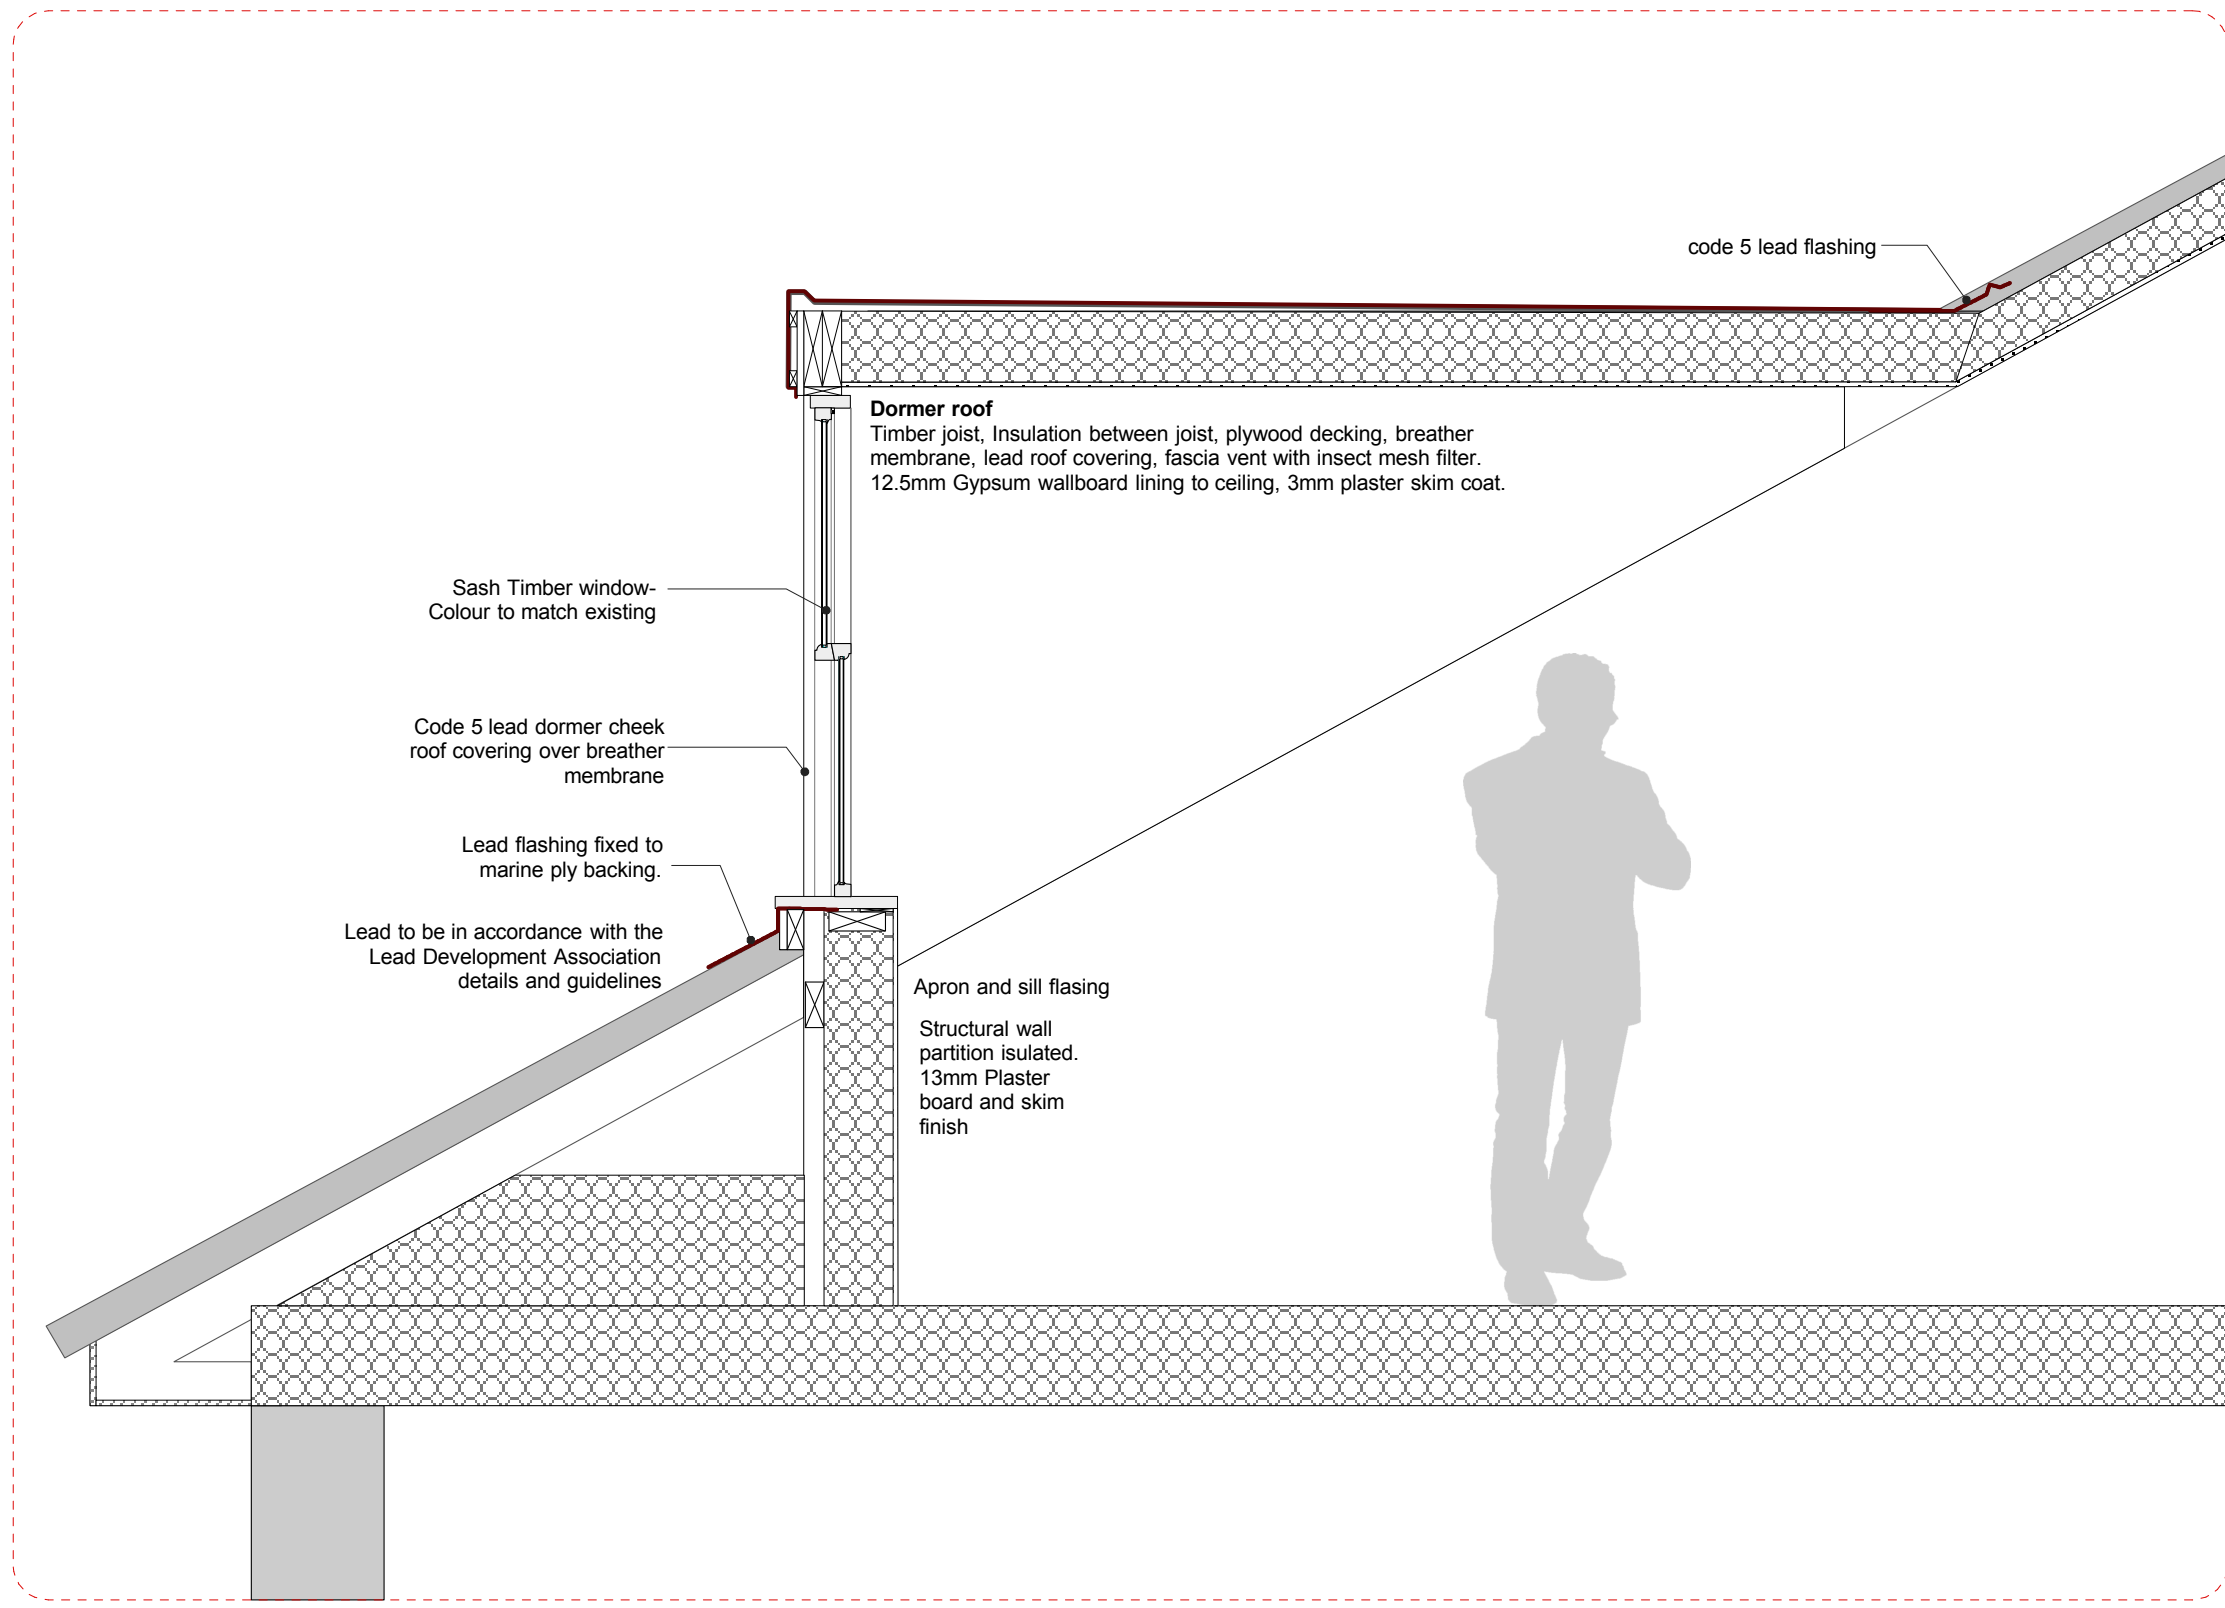 code 5 lead flashing
Dormer roof
Timber joist, Insulation between joist, plywood decking, breather
membrane, lead roof covering, fascia vent with insect mesh filter.
12.5mm Gypsum wallboard lining to ceiling, 3mm plaster skim coat.
Sash Timber window-
Colour to match existing
Code 5 lead dormer cheek
roof covering over breather
membrane
Lead flashing fixed to
marine ply backing.
Lead to be in accordance with the
Lead Development Association
details and guidelines
Apron and sill flasing
Structural wall
partition isulated.
13mm Plaster
board and skim
finish